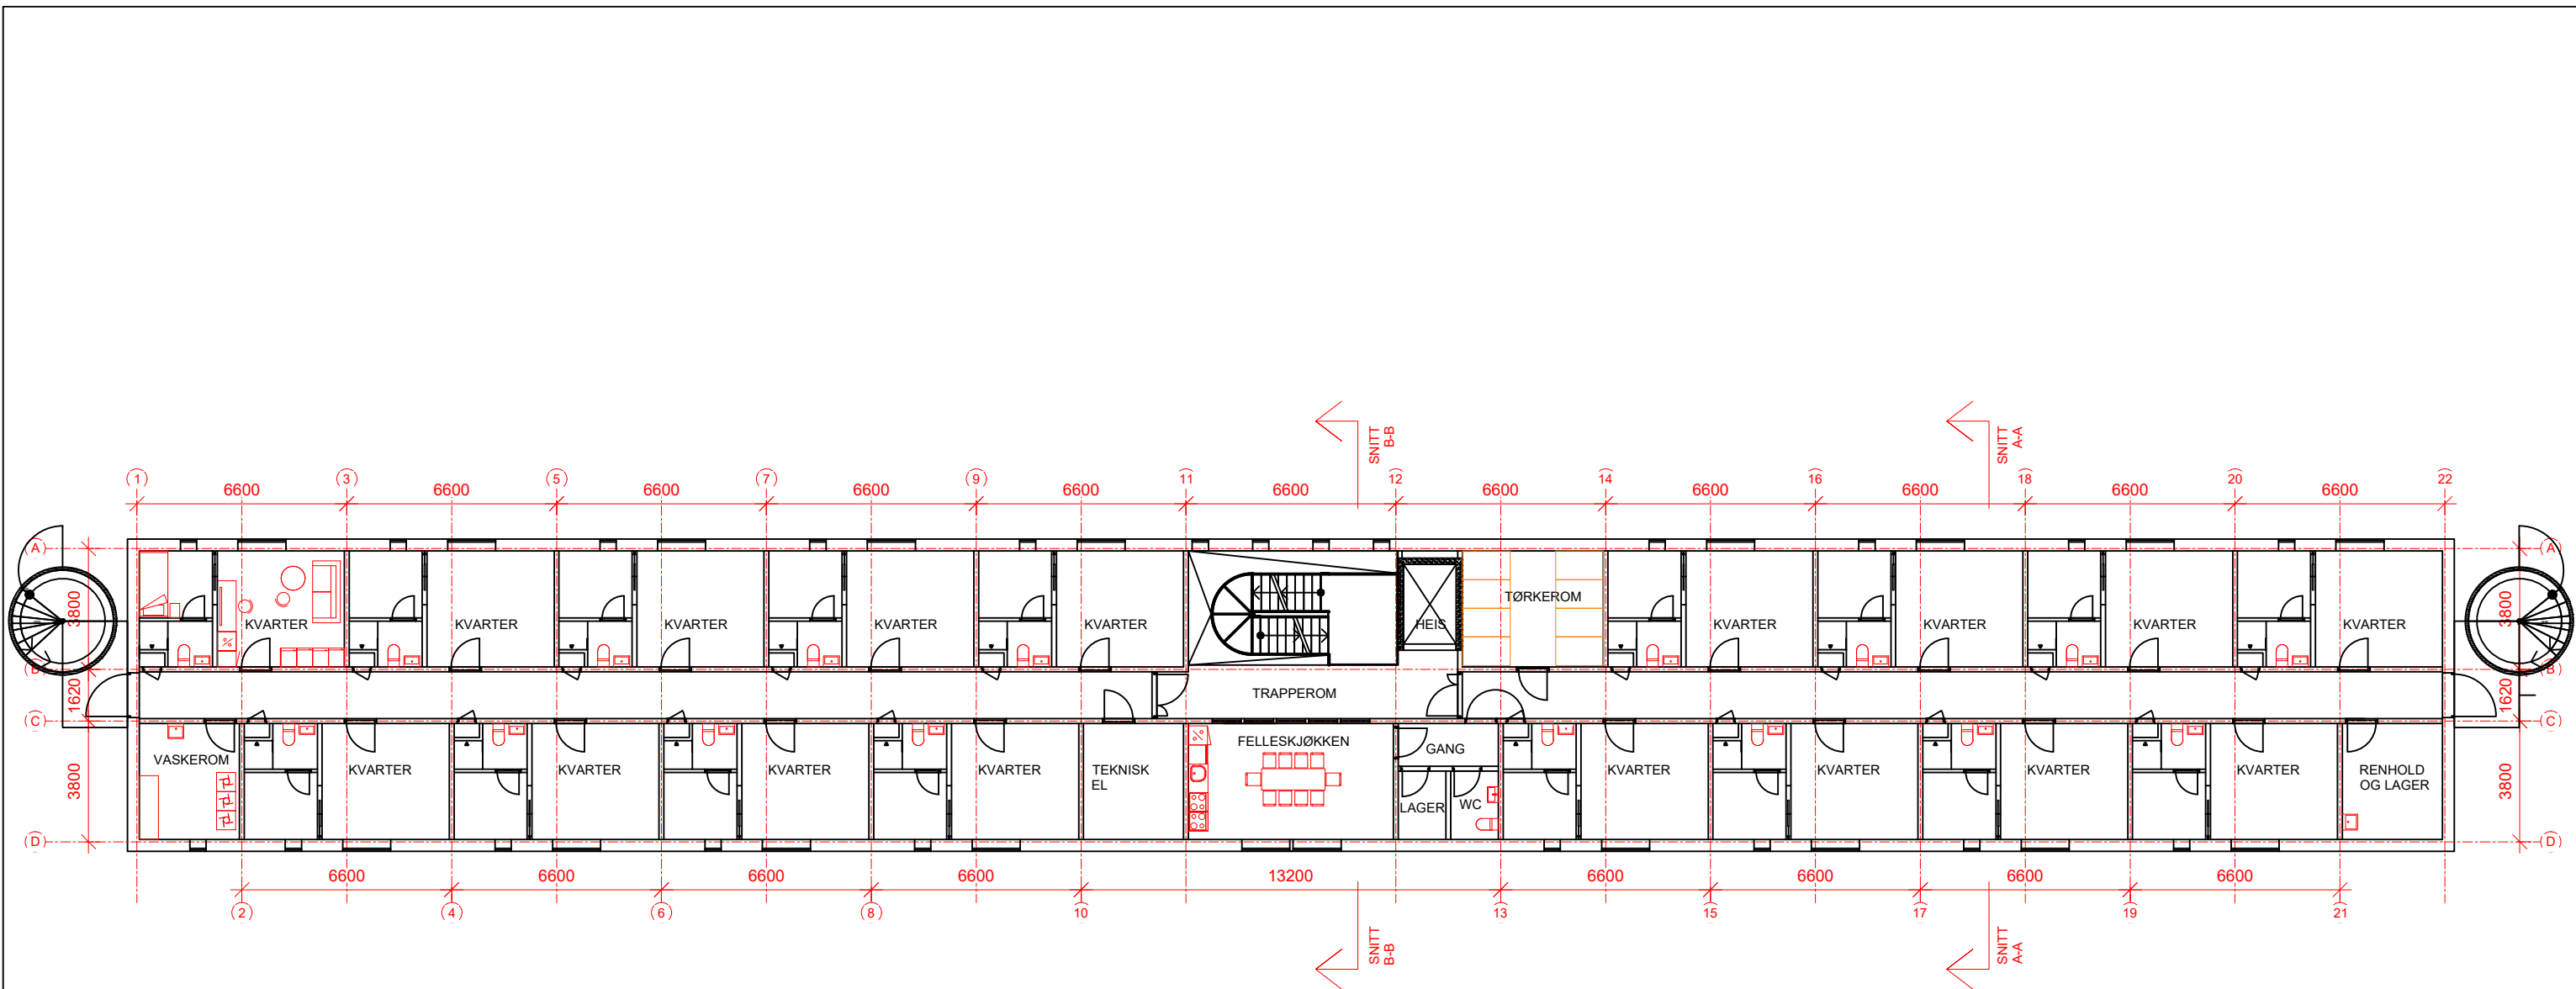 SNITT
B-B
SNITT
A-A
1 3 5 7 9 11 12 14 16 18 20 22
6600 6600 6600 6600 6600 6600 6600 6600 6600 6600 6600
A A
3800 3800
KVARTER KVARTER KVARTER KVARTER KVARTER HEIS TØRKEROM KVARTER KVARTER KVARTER KVARTER
B B
1620 TRAPPEROM 1620
C C
3800 3800
VASKEROM KVARTER KVARTER KVARTER KVARTER
TEKNISK
EL
FELLESKJØKKEN
GANG
LAGER WC
KVARTER KVARTER KVARTER KVARTER
RENHOLD
OG LAGER
D D
6600 6600 6600 6600 13200 6600 6600 6600 6600
2 4 6 8 10 13 15 17 19 21
SNITT
B-B
SNITT
A-A